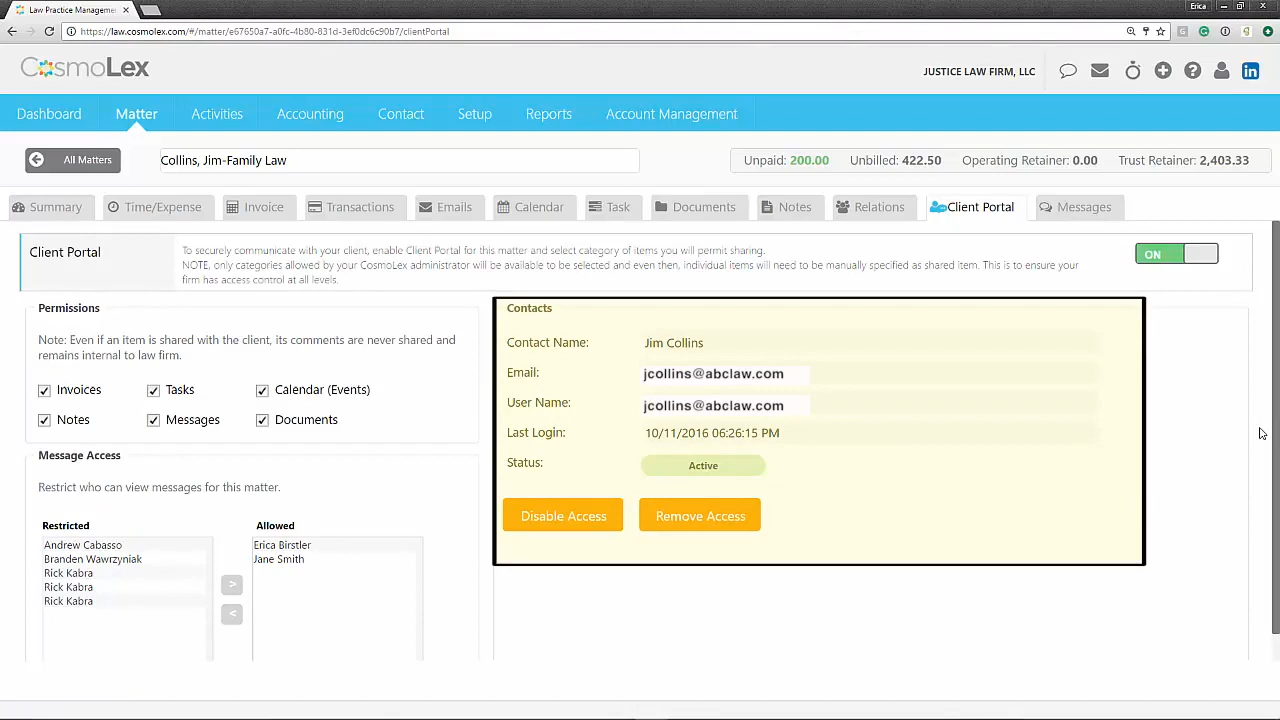 Law Practice Manageme
Erica
https://law.cosmolex.com/#/matter/e67650a7-a0fc-4b80-831d-3ef0dc6c90b7/clientPortal
CosmoLex
JUSTICE LAW FIRM, LLC
Dashboard Matter Activities Accounting Contact Setup Reports Account Management
All Matters
Collins, Jim-Family Law
Unpaid: 200.00 Unbilled: 422.50 Operating Retainer: 0.00 Trust Retainer: 2,403.33
Summary Time/Expense Invoice Transactions Emails Calendar Task Documents Notes Relations Client Portal Messages
Client Portal
To securely communicate with your client, enable Client Portal for this matter and select category of items you will permit sharing.
NOTE, only categories allowed by your CosmoLex administrator will be available to be selected and even then, individual items will need to be manually specified as shared item. This is to ensure your
firm has access control at all levels.
ON
Permissions
Note: Even if an item is shared with the client, its comments are never shared and
remains internal to law firm.
Invoices Tasks Calendar (Events)
Notes Messages Documents
Message Access
Restrict who can view messages for this matter.
Restricted Allowed
Andrew Cabasso
Branden Wawrzyniak
Rick Kabra
Rick Kabra
Rick Kabra
>
<
Erica Birstler
Jane Smith
Contacts
Contact Name: Jim Collins
Email: jcollins@abclaw.com
User Name: jcollins@abclaw.com
Last Login: 10/11/2016 06:26:15 PM
Status: Active
Disable Access Remove Access